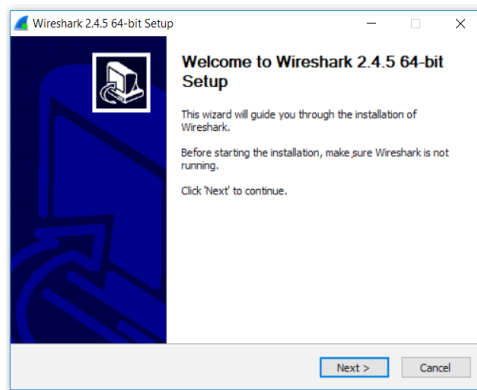 Wireshark 2.4.5 64-bit Setup
Welcome to Wireshark 2.4.5 64-bit
Setup
This wizard will guide you through the installation of
Wireshark.
Before starting the installation, make sure Wireshark is not
running.
Click 'Next' to continue.
Next >
Cancel